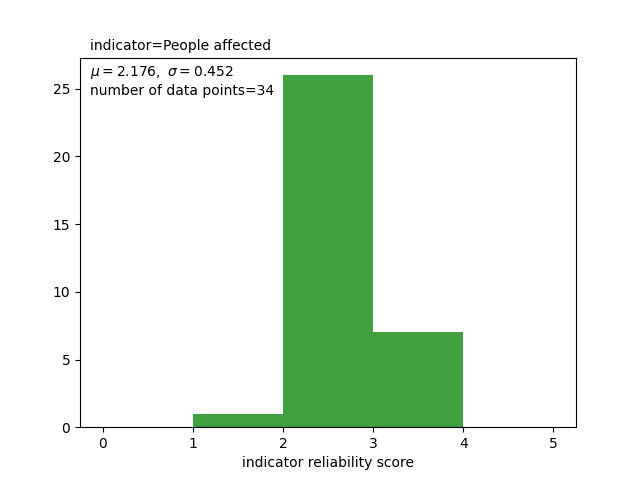 indicator=People affected
μ = 2.176, σ = 0.452
number of data points=34
25
20
15
10
5
0
0 1 2 3 4 5
indicator reliability score